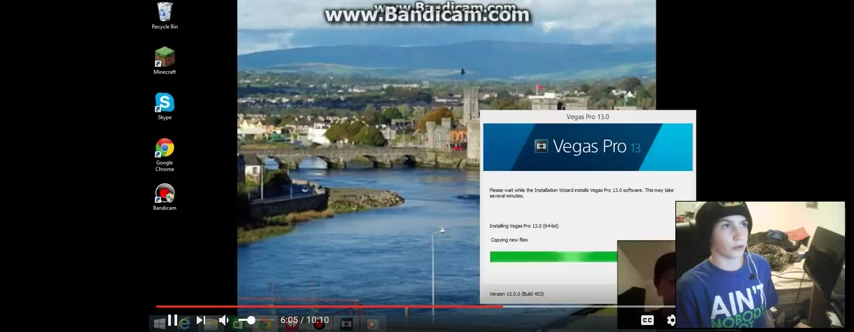 www.Bandicam.com
www.Bandicam.com
Recycle Bin
Minecraft
Skype
Google
Chrome
Bandicam
Vegas Pro 13.0
Vegas Pro 13
Please wait while the Installation Wizard installs Vegas Pro 13.0 software. This may take
several minutes.
Installing Vegas Pro 13.0 (64-bit)
Copying new files
Version 13.0.0 (Build 453)
AIN'T
NOBODY
6:05 / 10:10
CC